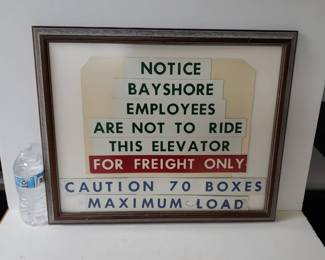 NOTICE
BAYSHORE
EMPLOYEES
ARE NOT TO RIDE
THIS ELEVATOR
FOR FREIGHT ONLY
CAUTION 70 BOXES
MAXIMUM LOAD